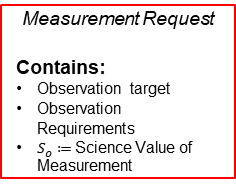 Measurement Request
Contains:
• Observation target
• Observation
Requirements
• 𝑆ₒ ≔ Science Value of
Measurement